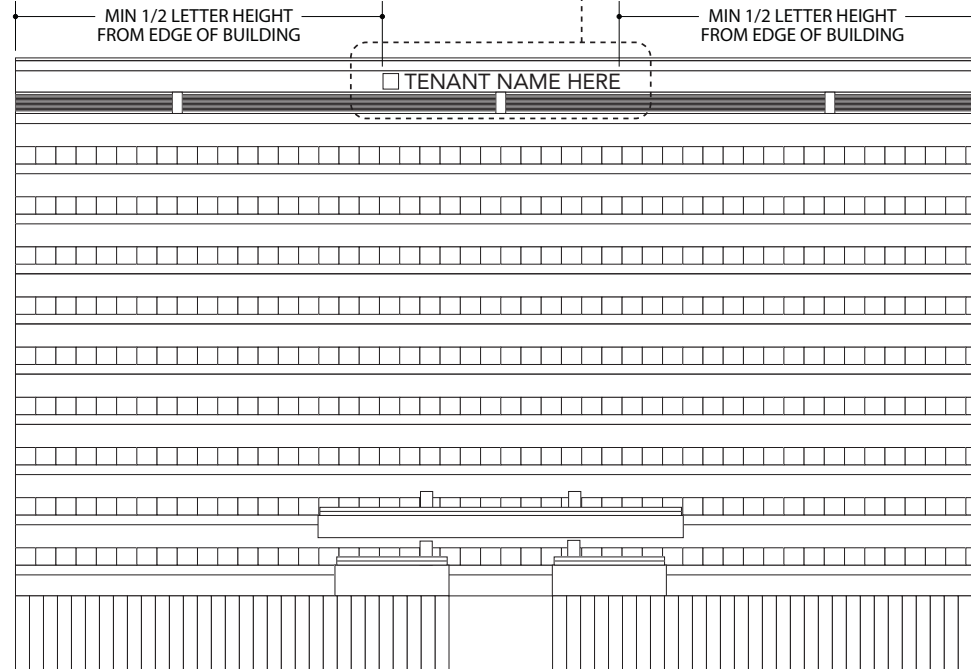 MIN 1/2 LETTER HEIGHT
FROM EDGE OF BUILDING
MIN 1/2 LETTER HEIGHT
FROM EDGE OF BUILDING
TENANT NAME HERE